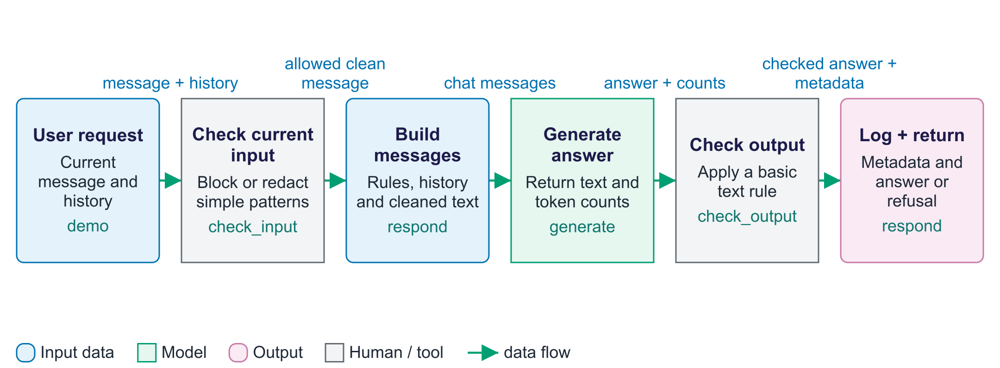 message + history
allowed clean
message
chat messages
answer + counts
checked answer +
metadata
User request
Current
message and
history
demo
Check current
input
Block or redact
simple patterns
check_input
Build
messages
Rules, history
and cleaned text
respond
Generate
answer
Return text and
token counts
generate
Check output
Apply a basic
text rule
check_output
Log + return
Metadata and
answer or
refusal
respond
Input data
Model
Output
Human / tool
data flow